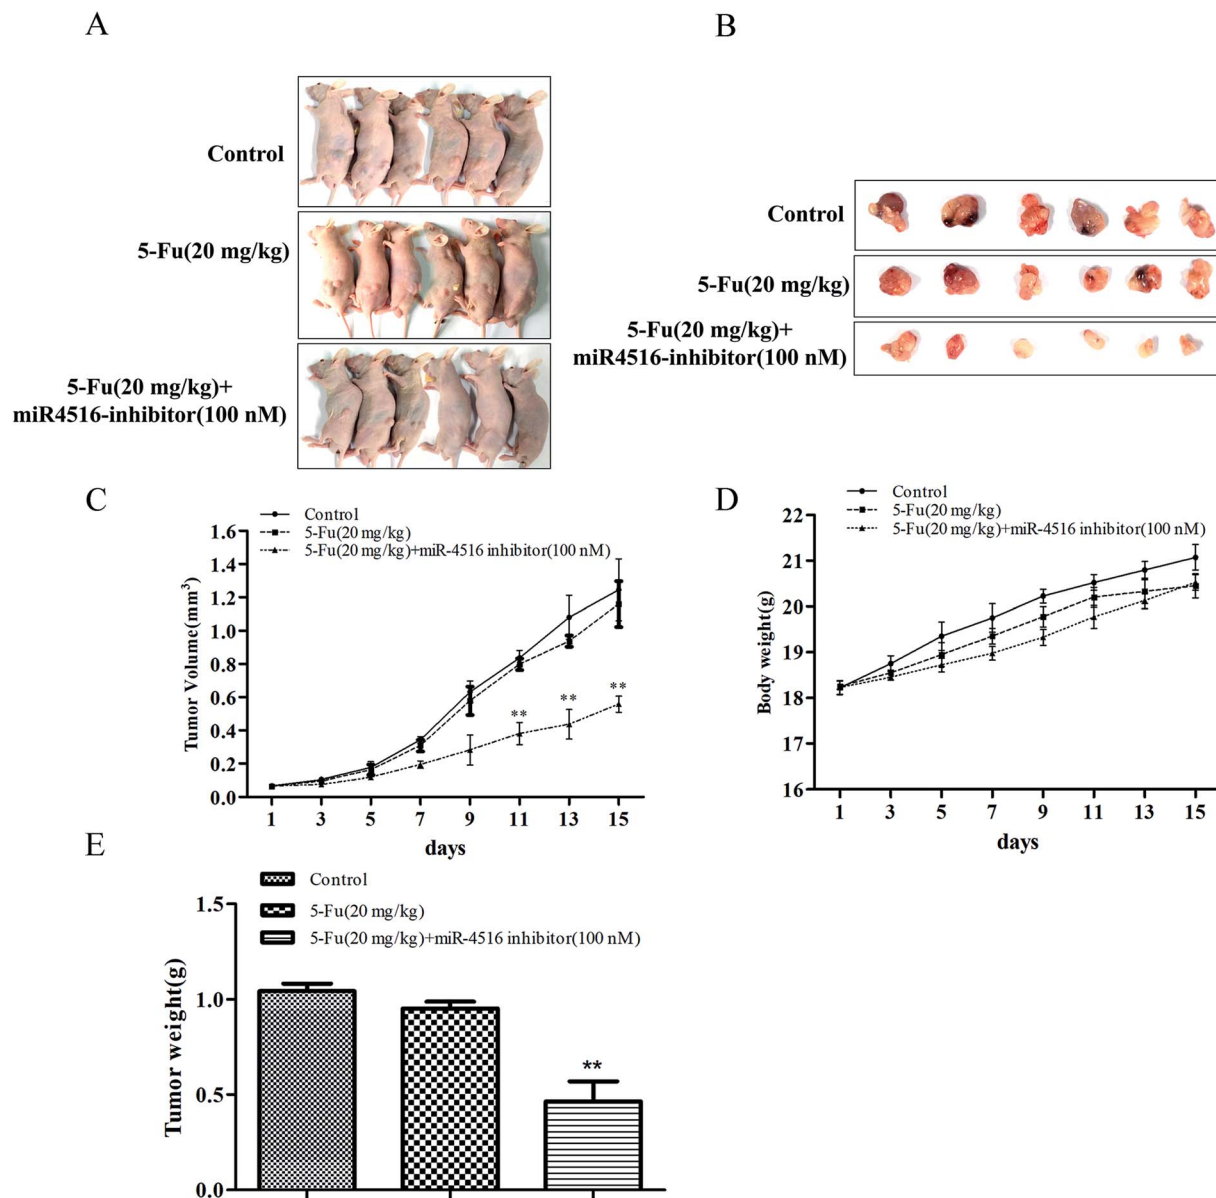 A
Control
5-Fu(20 mg/kg)
5-Fu(20 mg/kg)+
miR4516-inhibitor(100 nM)
B
Control
5-Fu(20 mg/kg)
5-Fu(20 mg/kg)+
miR4516-inhibitor(100 nM)
C
Control
5-Fu(20 mg/kg)
5-Fu(20 mg/kg)+miR-4516 inhibitor(100 nM)
Tumor Volume(mm³)
1.6
1.4
1.2
1.0
0.8
0.6
0.4
0.2
0.0
** ** **
1 3 5 7 9 11 13 15
days
D
Control
5-Fu(20 mg/kg)
5-Fu(20 mg/kg)+miR-4516 inhibitor(100 nM)
Body weight(g)
22
21
20
19
18
17
16
1 3 5 7 9 11 13 15
days
E
Control
5-Fu(20 mg/kg)
5-Fu(20 mg/kg)+miR-4516 inhibitor(100 nM)
Tumor weight(g)
1.5
1.0
0.5
0.0
**